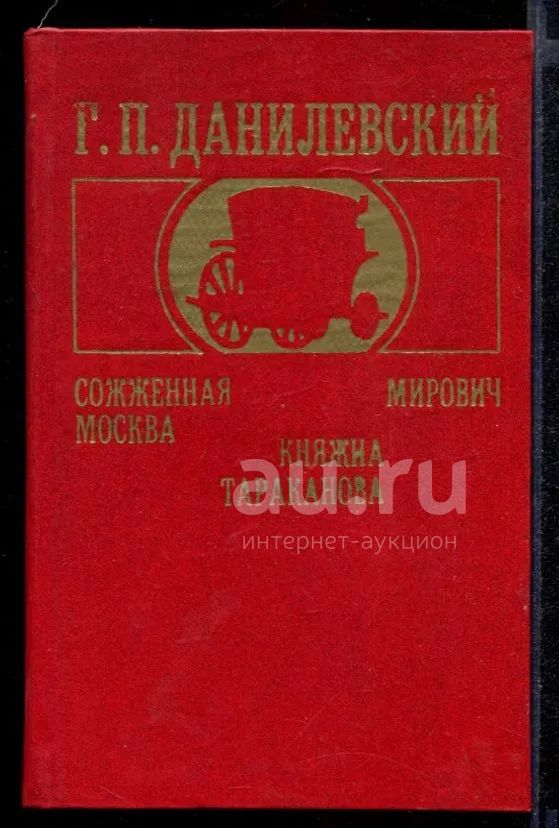 Г. П. ДАНИЛЕВСКИЙ
СОЖЖЕННАЯ
МОСКВА
МИРОВИЧ
КНЯЖНА
ТАРАКАНОВА
au.ru
интернет-аукцион